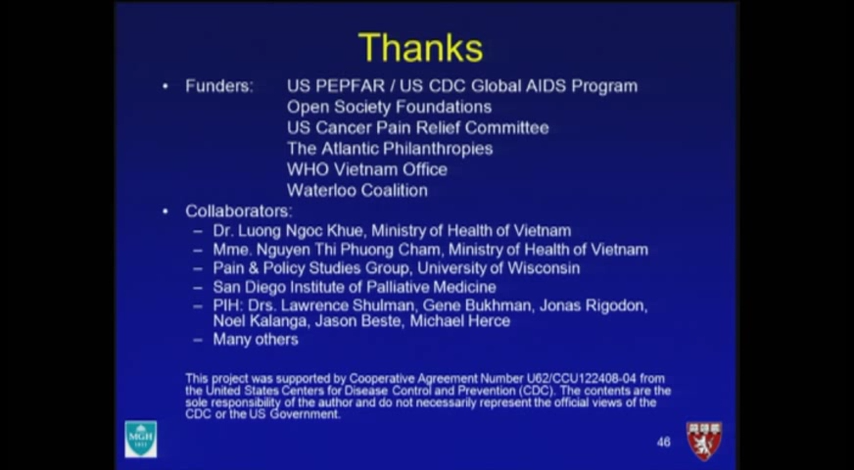 Thanks
• Funders: US PEPFAR / US CDC Global AIDS Program
Open Society Foundations
US Cancer Pain Relief Committee
The Atlantic Philanthropies
WHO Vietnam Office
Waterloo Coalition
• Collaborators:
– Dr. Luong Ngoc Khue, Ministry of Health of Vietnam
– Mme. Nguyen Thi Phuong Cham, Ministry of Health of Vietnam
– Pain & Policy Studies Group, University of Wisconsin
– San Diego Institute of Palliative Medicine
– PIH: Drs. Lawrence Shulman, Gene Bukhman, Jonas Rigodon,
Noel Kalanga, Jason Beste, Michael Herce
– Many others
This project was supported by Cooperative Agreement Number U62/CCU122408-04 from
the United States Centers for Disease Control and Prevention (CDC). The contents are the
sole responsibility of the author and do not necessarily represent the official views of the
CDC or the US Government.
MGH
1811
46